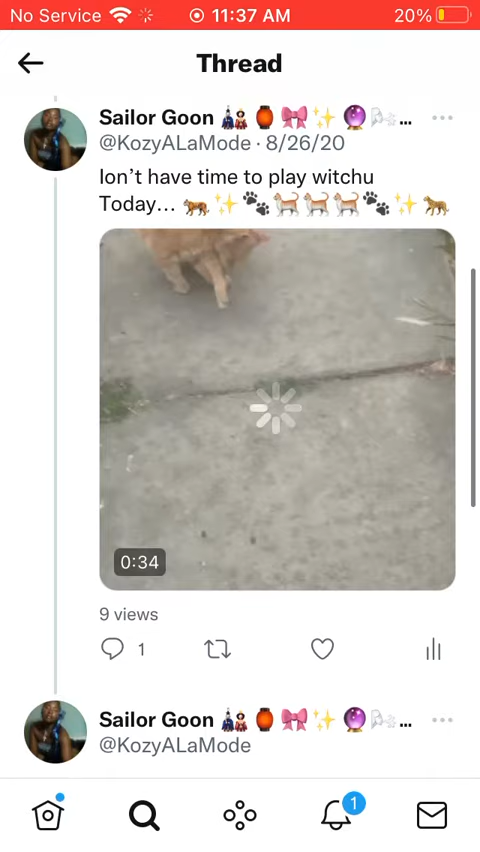 No Service 11:37 AM 20%
Thread
Sailor Goon 🎎🏮🎀✨🔮🌬...
@KozyALaMode · 8/26/20
Ion’t have time to play witchu
Today... 🐅✨🐾🐈🐈🐈🐾✨🐆
0:34
9 views
1
Sailor Goon 🎎🏮🎀✨🔮🌬...
@KozyALaMode
1